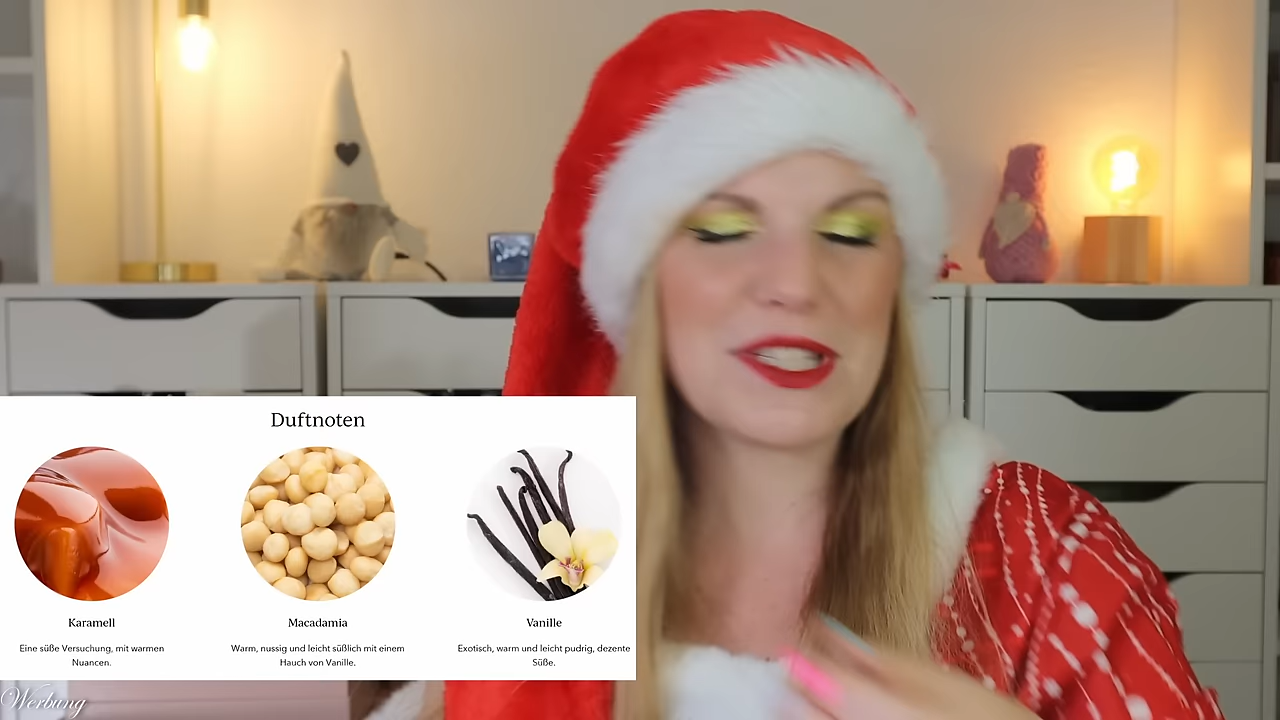 Duftnoten
Karamell
Eine süße Versuchung, mit warmen
Nuancen.
Macadamia
Warm, nussig und leicht süßlich mit einem
Hauch von Vanille.
Vanille
Exotisch, warm und leicht pudrig, dezente
Süße.
Werbung